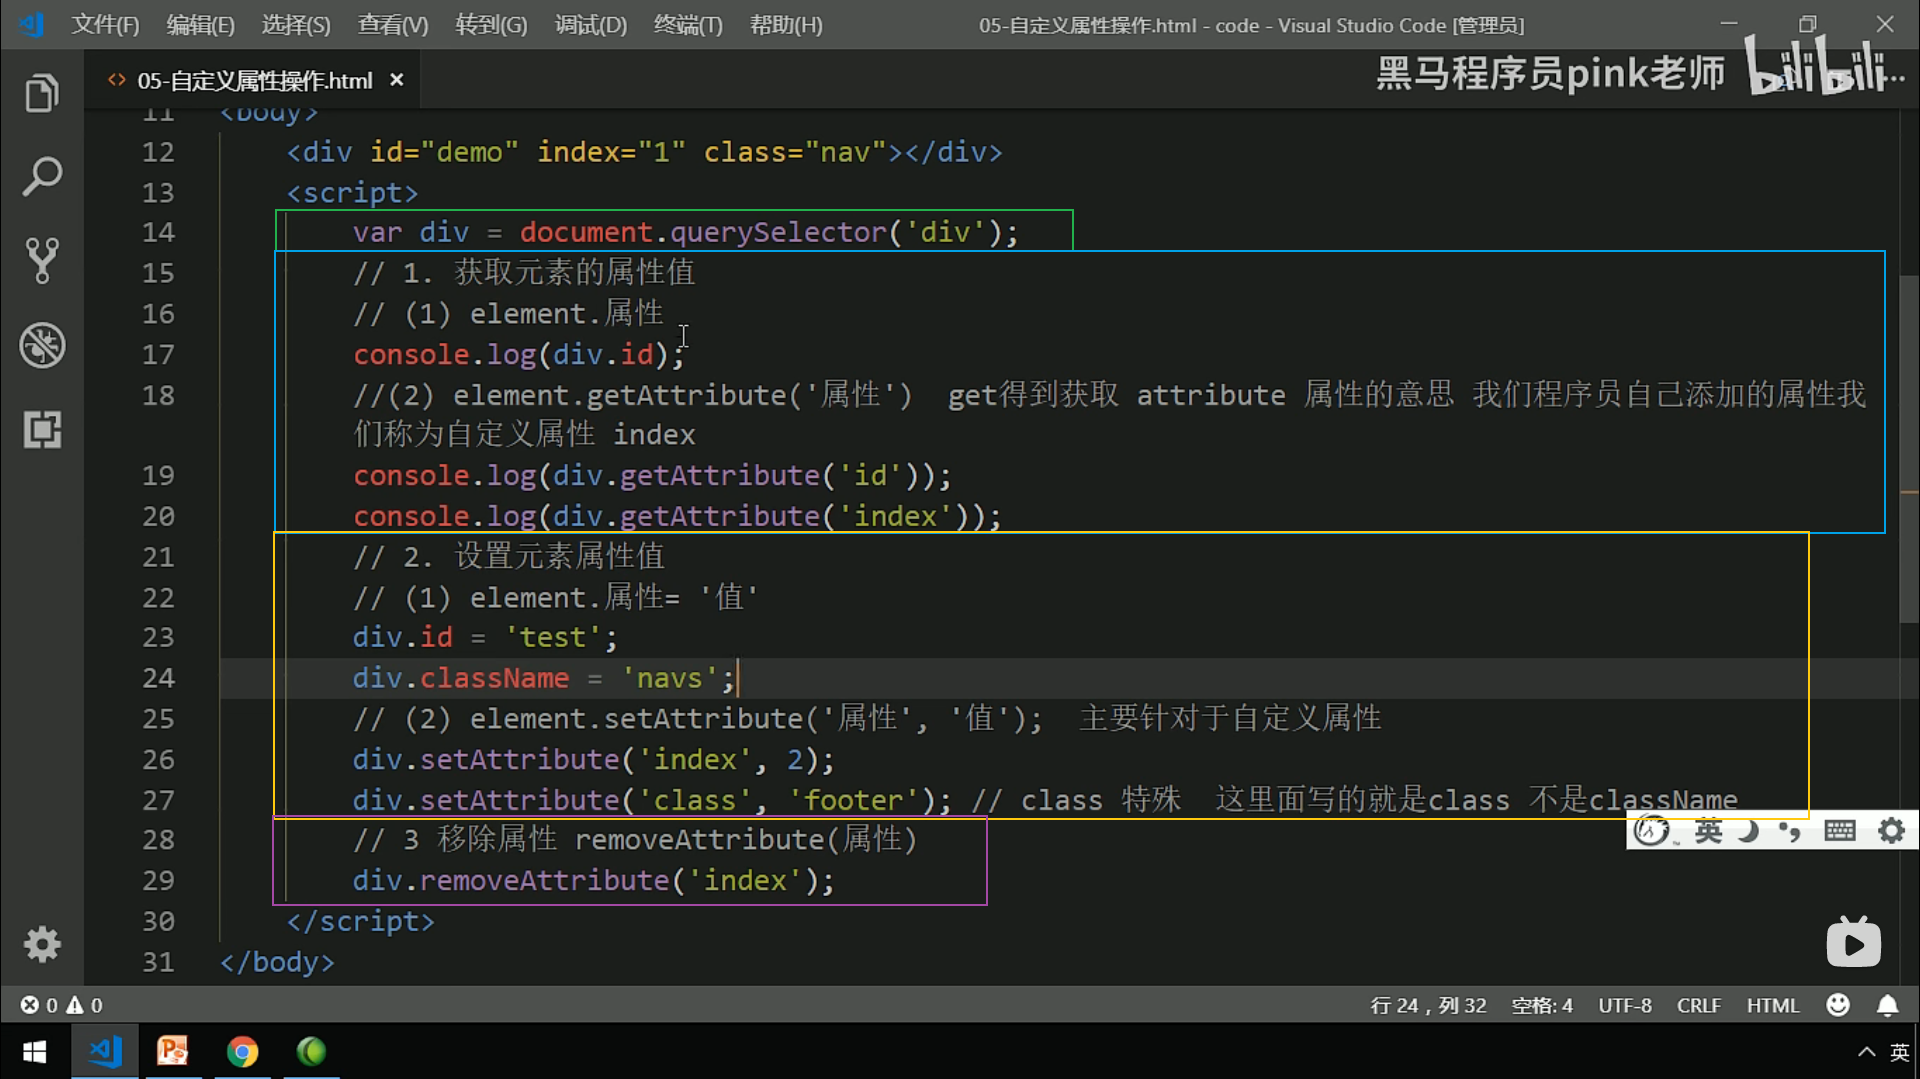 文件(F) 编辑(E) 选择(S) 查看(V) 转到(G) 调试(D) 终端(T) 帮助(H) 05-自定义属性操作.html - code - Visual Studio Code [管理员]
05-自定义属性操作.html ×
黑马程序员pink老师 bilibili
11 <body>
12 <div id="demo" index="1" class="nav"></div>
13 <script>
14 var div = document.querySelector('div');
15 // 1. 获取元素的属性值
16 // (1) element.属性
17 console.log(div.id);
18 //(2) element.getAttribute('属性') get得到获取 attribute 属性的意思 我们程序员自己添加的属性我
们称为自定义属性 index
19 console.log(div.getAttribute('id'));
20 console.log(div.getAttribute('index'));
21 // 2. 设置元素属性值
22 // (1) element.属性= '值'
23 div.id = 'test';
24 div.className = 'navs';
25 // (2) element.setAttribute('属性', '值'); 主要针对于自定义属性
26 div.setAttribute('index', 2);
27 div.setAttribute('class', 'footer'); // class 特殊 这里面写的就是class 不是className
28 // 3 移除属性 removeAttribute(属性)
29 div.removeAttribute('index');
30 </script>
31 </body>
英
0 0 行 24，列 32 空格: 4 UTF-8 CRLF HTML
英